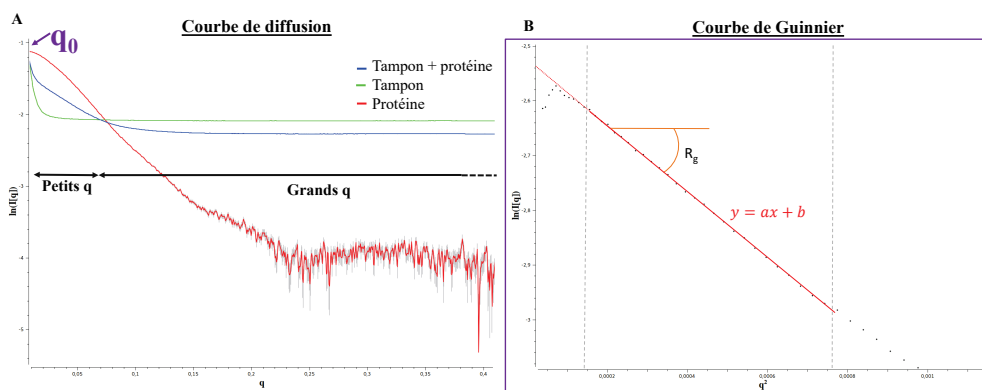 A
Courbe de diffusion
q0
Tampon + protéine
Tampon
Protéine
Petits q
Grands q
ln(I[q])
-1
-2
-3
-4
-5
0,05
0,1
0,15
0,2
0,25
0,3
0,35
0,4
q
B
Courbe de Guinnier
-2,5
-2,6
-2,7
-2,8
-2,9
-3
ln(I[q])
Rg
y = ax + b
0,0002
0,0004
0,0006
0,0008
0,001
q²